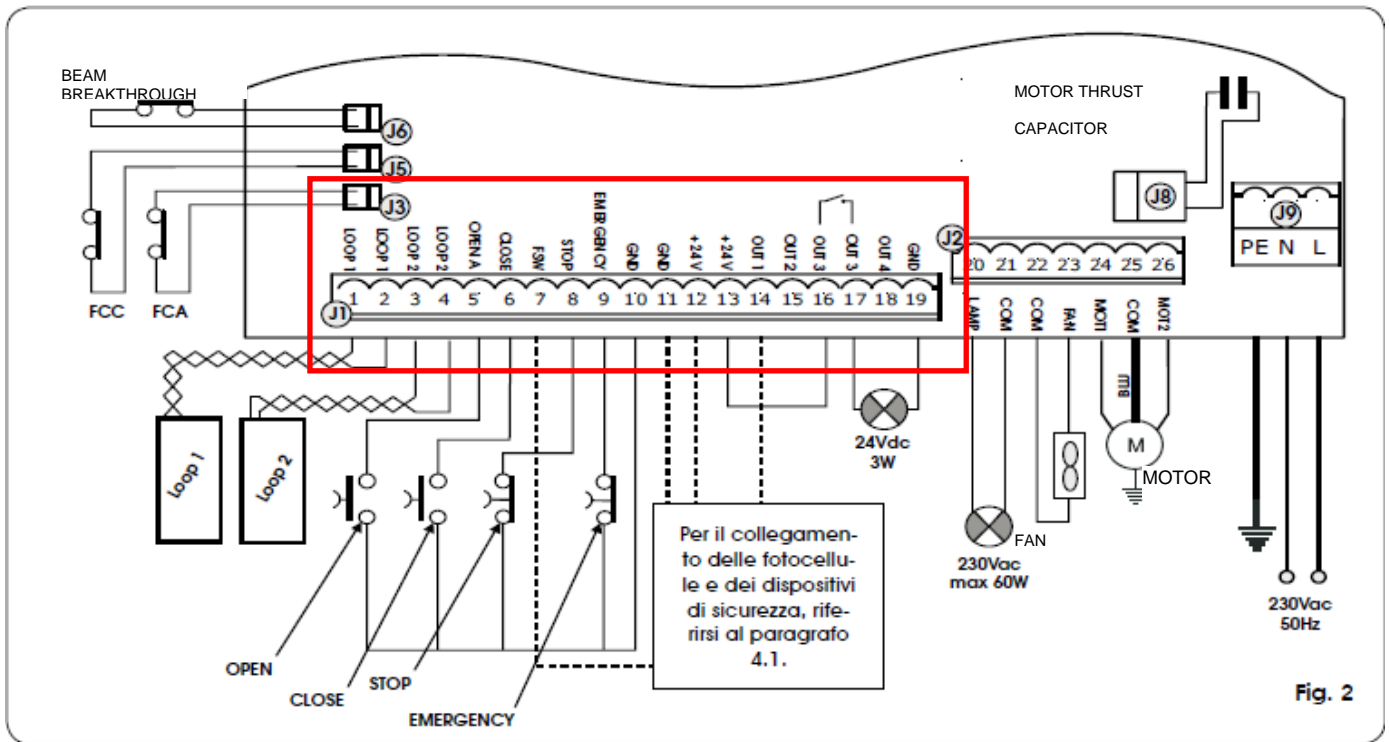 BEAM
BREAKTHROUGH
J6
J5
J3
FCC
FCA
MOTOR THRUST
CAPACITOR
J8
J9
PE N L
LOOP 1
LOOP 1
LOOP 2
LOOP 2
OPEN A
CLOSE
FSW
STOP
EMERGENCY
GND
GND
+24V
+24V
OUT 1
OUT 2
OUT 3
OUT 3
OUT 4
GND
J1
1 2 3 4 5 6 7 8 9 10 11 12 13 14 15 16 17 18 19
J2
20 21 22 23 24 25 26
LAMP
COM
COM
FAN
MOT1
COM
MOT2
Loop 1
Loop 2
24Vdc
3W
BLU
M
MOTOR
FAN
230Vac
max 60W
230Vac
50Hz
Per il collegamen-
to delle fotocellu-
le e dei dispositivi
di sicurezza, rife-
rirsi al paragrafo
4.1.
OPEN
CLOSE
STOP
EMERGENCY
Fig. 2